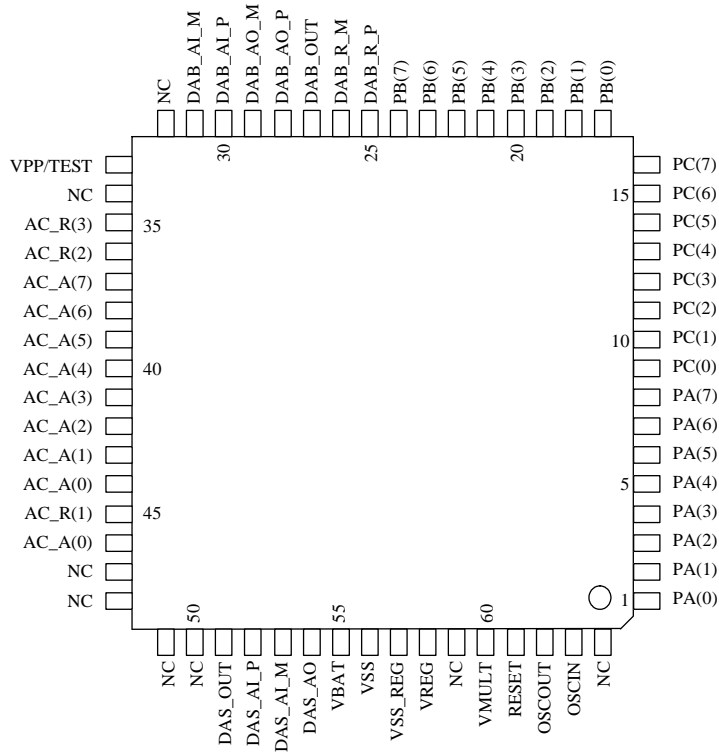 NC
DAB_AI_M
DAB_AI_P
DAB_AO_M
DAB_AO_P
DAB_OUT
DAB_R_M
DAB_R_P
PB(7)
PB(6)
PB(5)
PB(4)
PB(3)
PB(2)
PB(1)
PB(0)
30
25
20
VPP/TEST
NC
AC_R(3)
AC_R(2)
AC_A(7)
AC_A(6)
AC_A(5)
AC_A(4)
AC_A(3)
AC_A(2)
AC_A(1)
AC_A(0)
AC_R(1)
AC_A(0)
NC
NC
35
40
45
15
10
5
1
PC(7)
PC(6)
PC(5)
PC(4)
PC(3)
PC(2)
PC(1)
PC(0)
PA(7)
PA(6)
PA(5)
PA(4)
PA(3)
PA(2)
PA(1)
PA(0)
50
55
60
NC
NC
DAS_OUT
DAS_AI_P
DAS_AI_M
DAS_AO
VBAT
VSS
VSS_REG
VREG
NC
VMULT
RESET
OSCOUT
OSCIN
NC